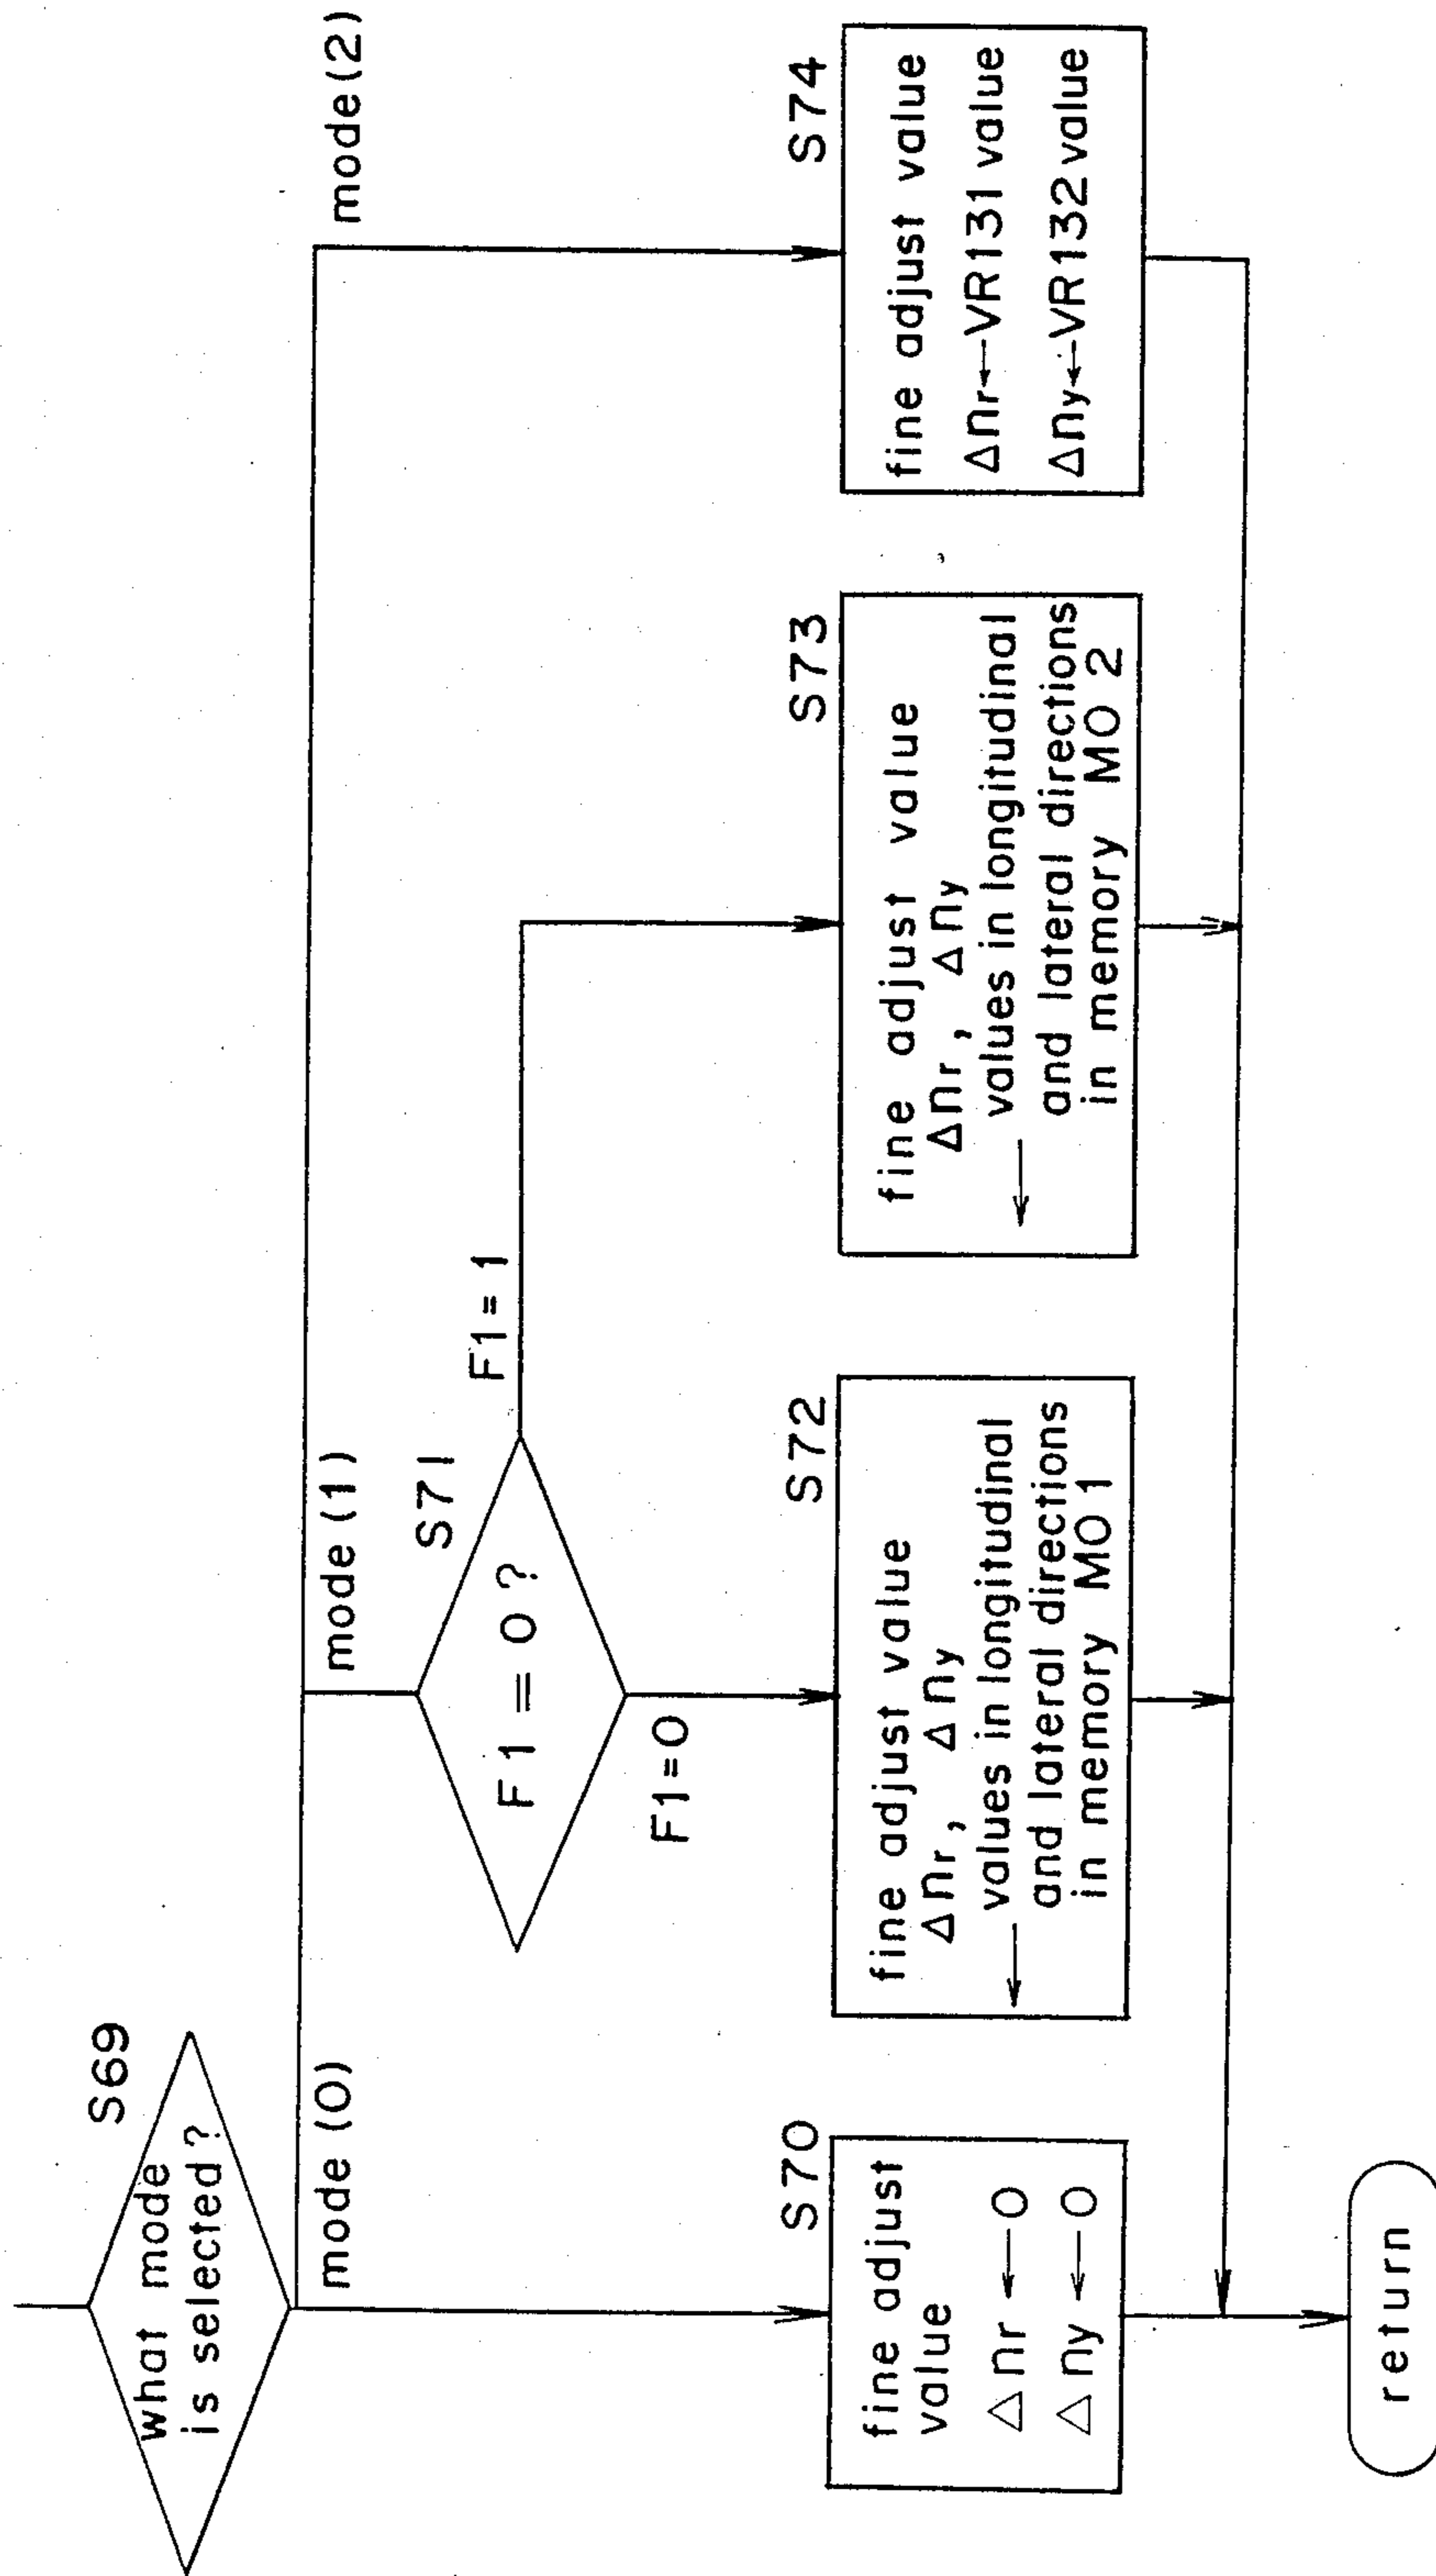 S69
what mode
is selected ?
mode (0)
mode (1)
mode (2)
S71
F1 = 0 ?
F1 = 1
F1 = 0
S70
fine adjust
value
Δnr ← 0
Δny ← 0
S72
fine adjust value
Δnr, Δny
← values in longitudinal
and lateral directions
in memory MO 1
S73
fine adjust value
Δnr, Δny
← values in longitudinal
and lateral directions
in memory MO 2
S74
fine adjust value
Δnr←VR131 value
Δny←VR132 value
return